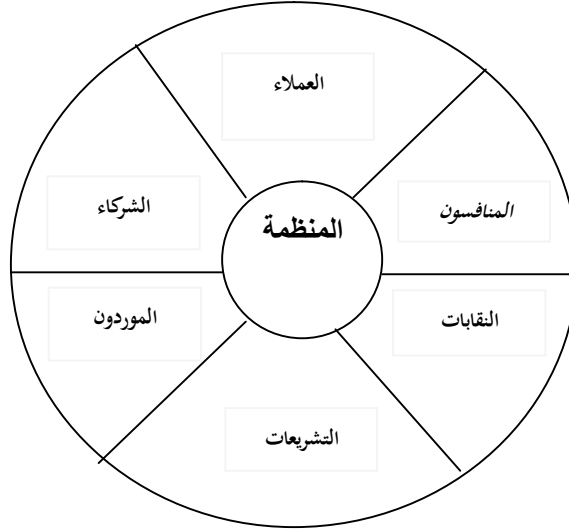 العملاء
الشركاء
المنافسون
المنظمة
الموردون
النقابات
التشريعات